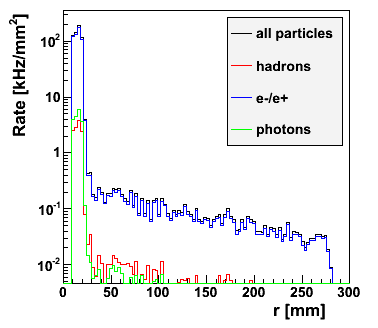 Rate [kHz/mm²]
10²
10
1
10⁻¹
10⁻²
all particles
hadrons
e-/e+
photons
0 50 100 150 200 250 300
r [mm]